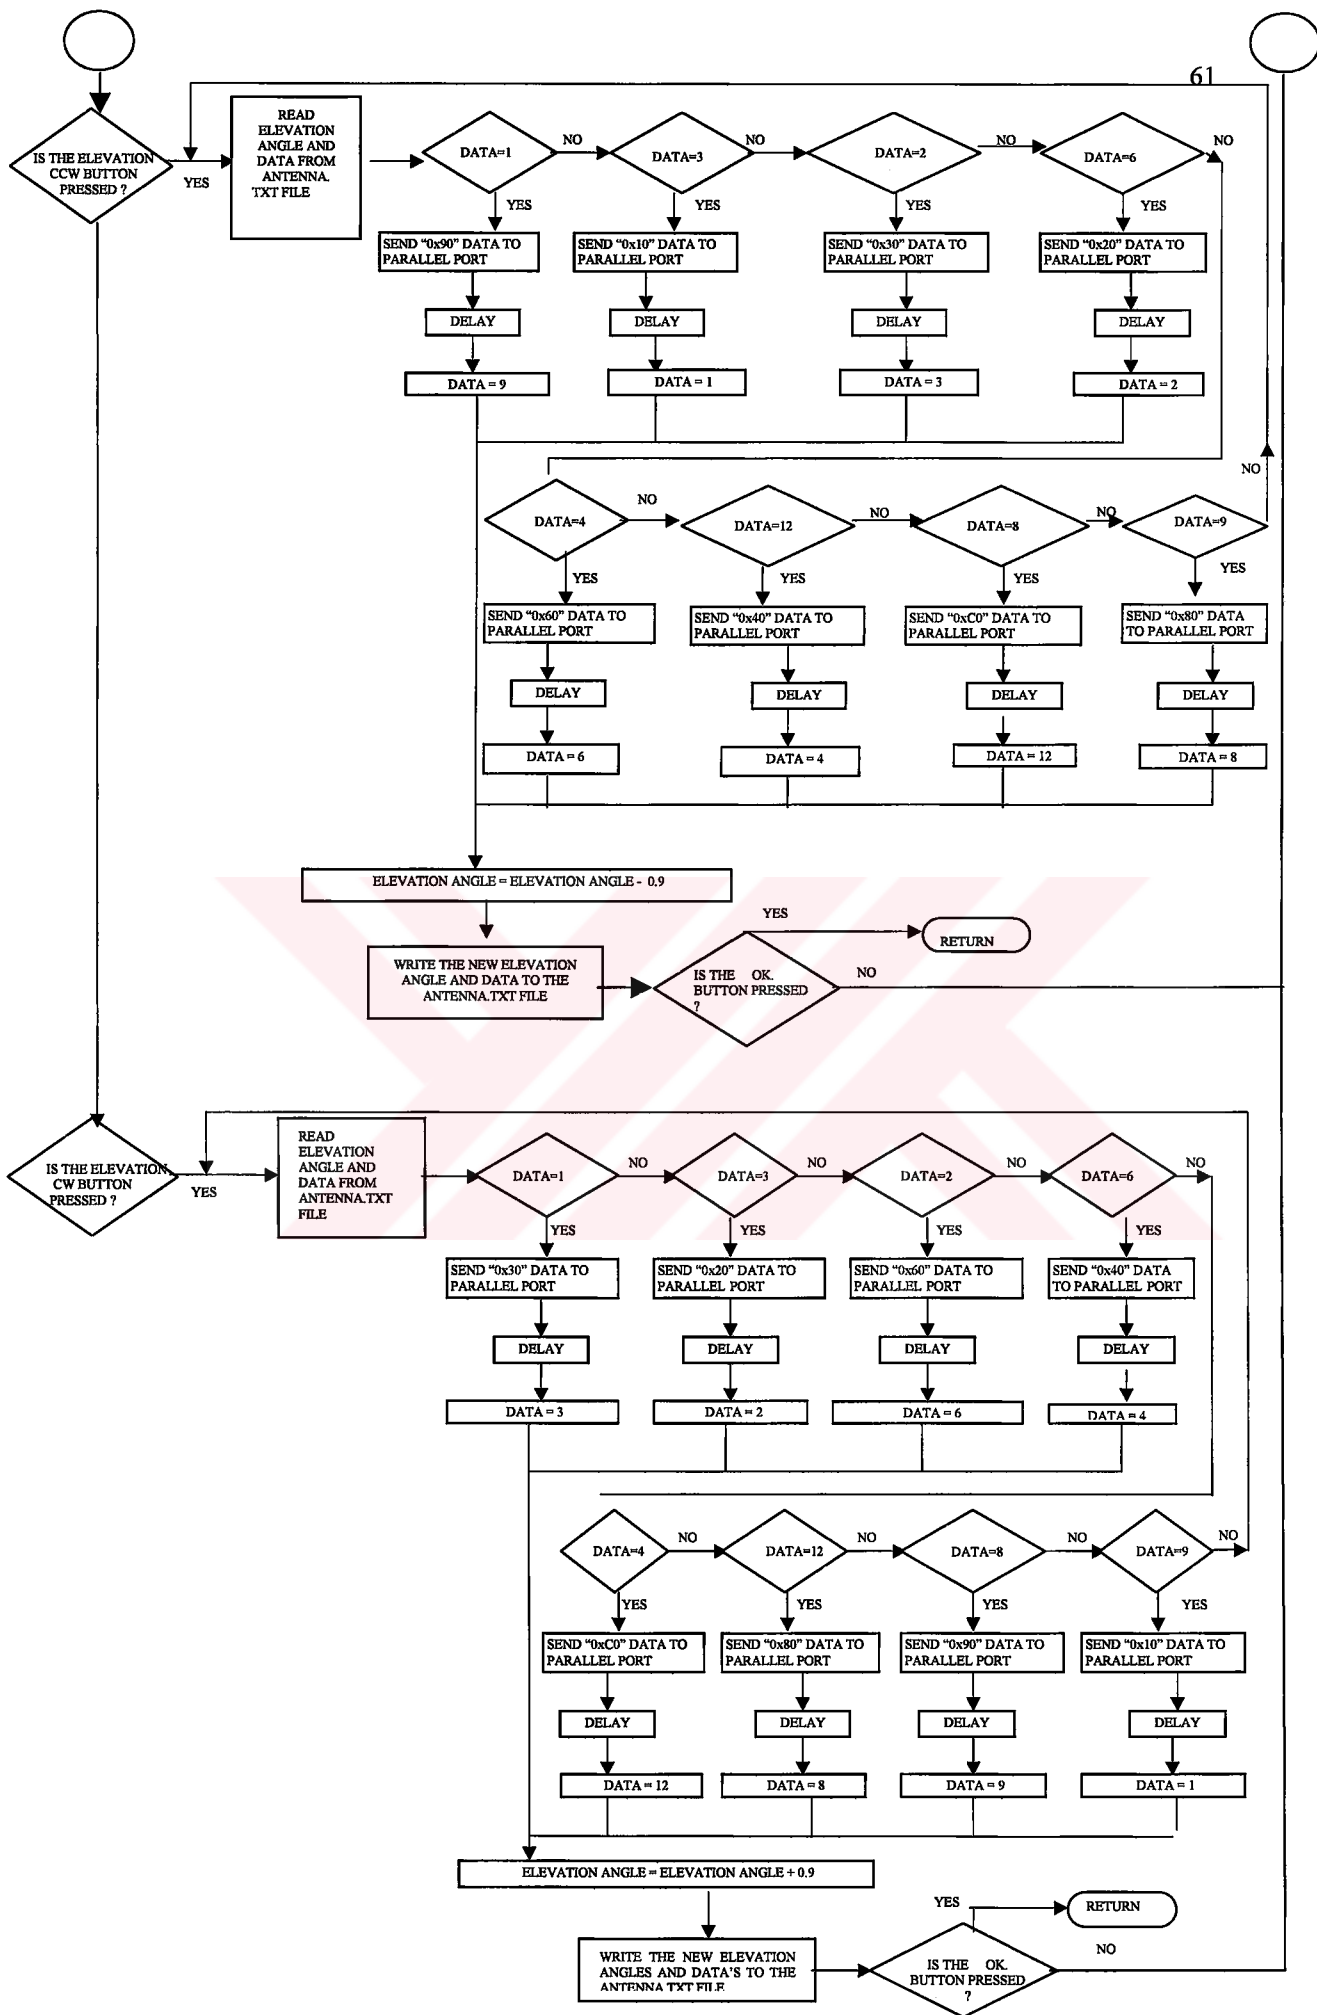 61
READ
ELEVATION
ANGLE AND
DATA FROM
ANTENNA.
TXT FILE
IS THE ELEVATION
CCW BUTTON
PRESSED ?
YES
DATA=1
NO
DATA=3
NO
DATA=2
NO
DATA=6
NO
YES
YES
YES
YES
SEND "0x90" DATA TO
PARALLEL PORT
SEND "0x10" DATA TO
PARALLEL PORT
SEND "0x30" DATA TO
PARALLEL PORT
SEND "0x20" DATA TO
PARALLEL PORT
DELAY
DELAY
DELAY
DELAY
DATA = 9
DATA = 1
DATA = 3
DATA = 2
NO
DATA=4
NO
DATA=12
NO
DATA=8
NO
DATA=9
YES
YES
YES
YES
SEND "0x60" DATA TO
PARALLEL PORT
SEND "0x40" DATA TO
PARALLEL PORT
SEND "0xC0" DATA TO
PARALLEL PORT
SEND "0x80" DATA
TO PARALLEL PORT
DELAY
DELAY
DELAY
DELAY
DATA = 6
DATA = 4
DATA = 12
DATA = 8
ELEVATION ANGLE = ELEVATION ANGLE - 0.9
YES
RETURN
WRITE THE NEW ELEVATION
ANGLE AND DATA TO THE
ANTENNA.TXT FILE
IS THE OK.
BUTTON PRESSED
?
NO
IS THE ELEVATION
CW BUTTON
PRESSED ?
YES
READ
ELEVATION
ANGLE AND
DATA FROM
ANTENNA.TXT
FILE
DATA=1
NO
DATA=3
NO
DATA=2
NO
DATA=6
NO
YES
YES
YES
YES
SEND "0x30" DATA TO
PARALLEL PORT
SEND "0x20" DATA TO
PARALLEL PORT
SEND "0x60" DATA TO
PARALLEL PORT
SEND "0x40" DATA
TO PARALLEL PORT
DELAY
DELAY
DELAY
DELAY
DATA = 3
DATA = 2
DATA = 6
DATA = 4
DATA=4
NO
DATA=12
NO
DATA=8
NO
DATA=9
NO
YES
YES
YES
YES
SEND "0xC0" DATA TO
PARALLEL PORT
SEND "0x80" DATA TO
PARALLEL PORT
SEND "0x90" DATA TO
PARALLEL PORT
SEND "0x10" DATA TO
PARALLEL PORT
DELAY
DELAY
DELAY
DELAY
DATA = 12
DATA = 8
DATA = 9
DATA = 1
ELEVATION ANGLE = ELEVATION ANGLE + 0.9
YES
RETURN
WRITE THE NEW ELEVATION
ANGLES AND DATA'S TO THE
ANTENNA.TXT FILE
IS THE OK.
BUTTON PRESSED
?
NO